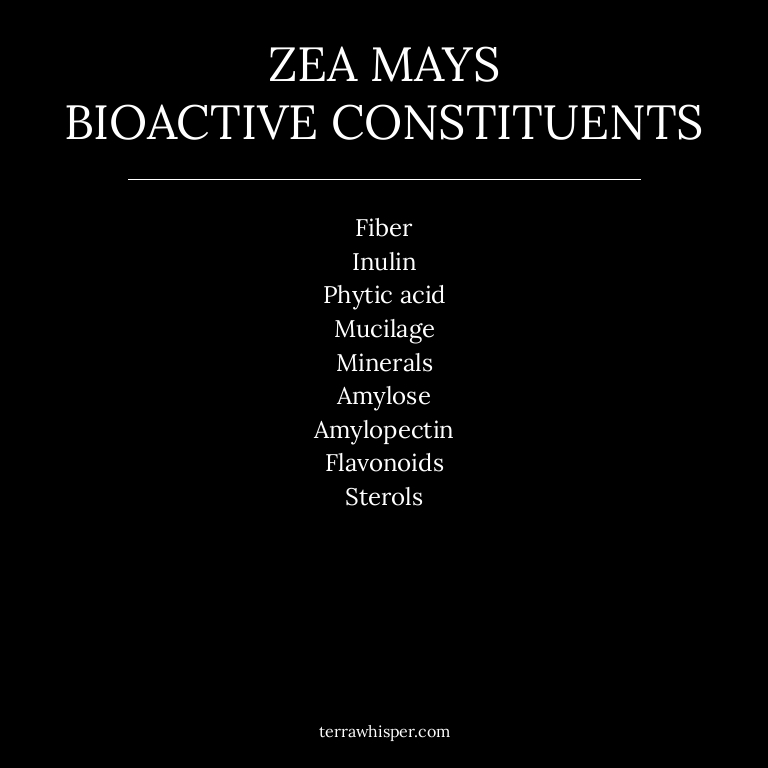 ZEA MAYS
BIOACTIVE CONSTITUENTS
Fiber
Inulin
Phytic acid
Mucilage
Minerals
Amylose
Amylopectin
Flavonoids
Sterols
terrawhisper.com